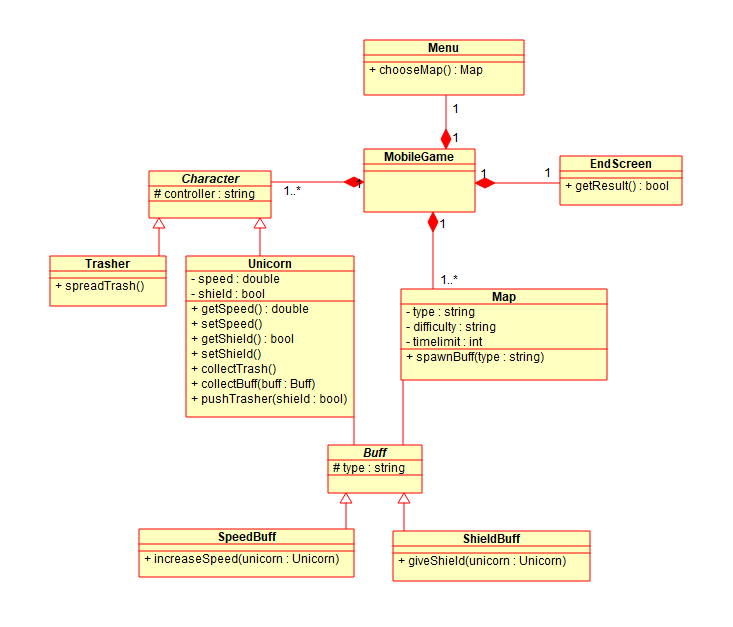 Menu
+ chooseMap() : Map
1
1
MobileGame
1
1
1
1..*
1
1..*
EndScreen
+ getResult() : bool
Character
# controller : string
Trasher
+ spreadTrash()
Unicorn
- speed : double
- shield : bool
+ getSpeed() : double
+ setSpeed()
+ getShield() : bool
+ setShield()
+ collectTrash()
+ collectBuff(buff : Buff)
+ pushTrasher(shield : bool)
Map
- type : string
- difficulty : string
- timelimit : int
+ spawnBuff(type : string)
Buff
# type : string
SpeedBuff
+ increaseSpeed(unicorn : Unicorn)
ShieldBuff
+ giveShield(unicorn : Unicorn)